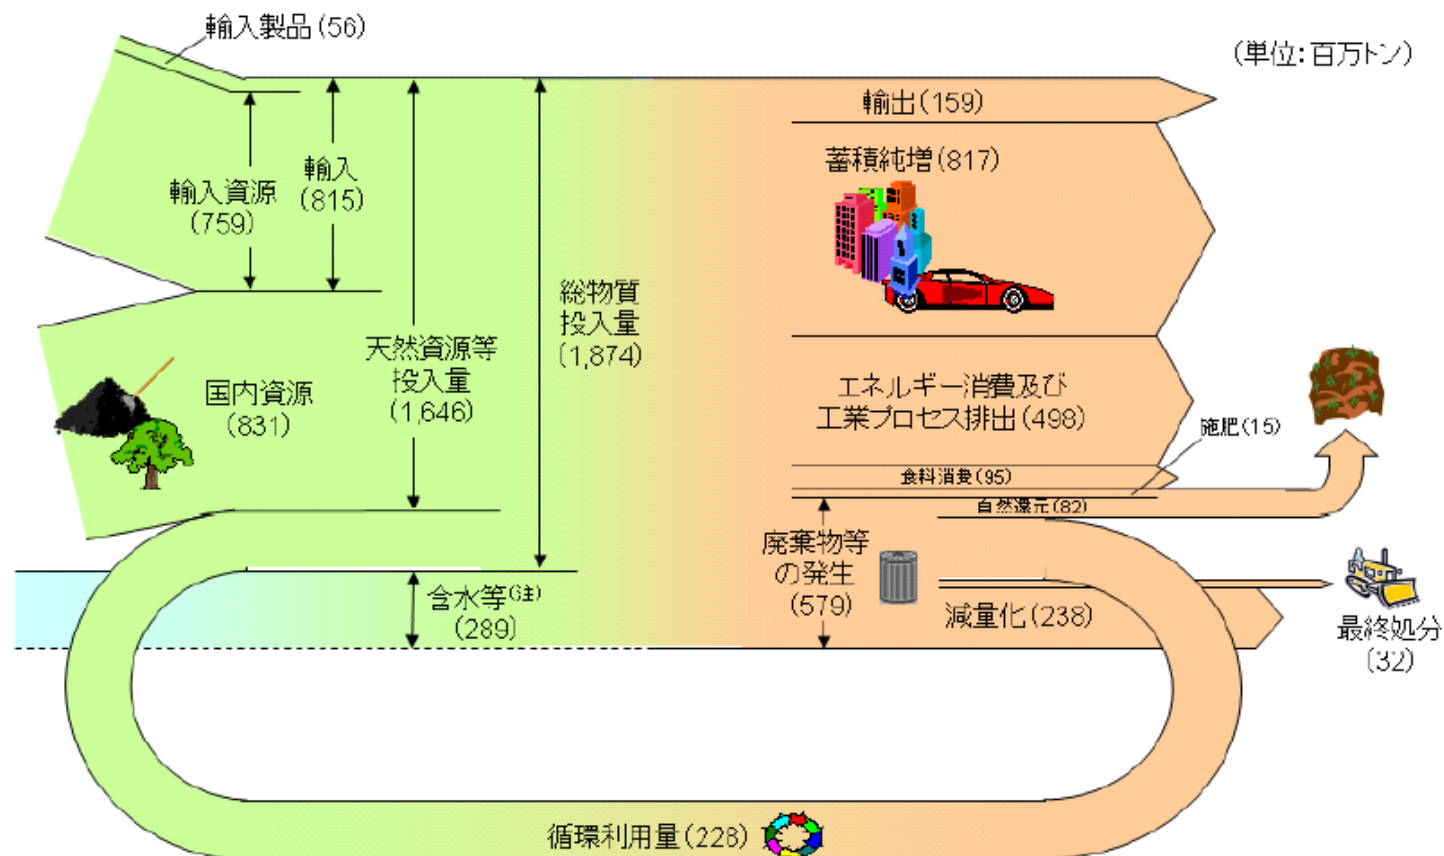 輸入製品(56)
(単位:百万トン)
輸出(159)
蓄積純増(817)
輸入
(815)
輸入資源
(759)
総物質
投入量
(1,874)
天然資源等
投入量
(1,646)
国内資源
(831)
エネルギー消費及び
工業プロセス排出(498)
施肥(15)
食料消費(95)
自然還元(82)
廃棄物等
の発生
(579)
含水等(注)
(289)
減量化(238)
最終処分
(32)
循環利用量(228)